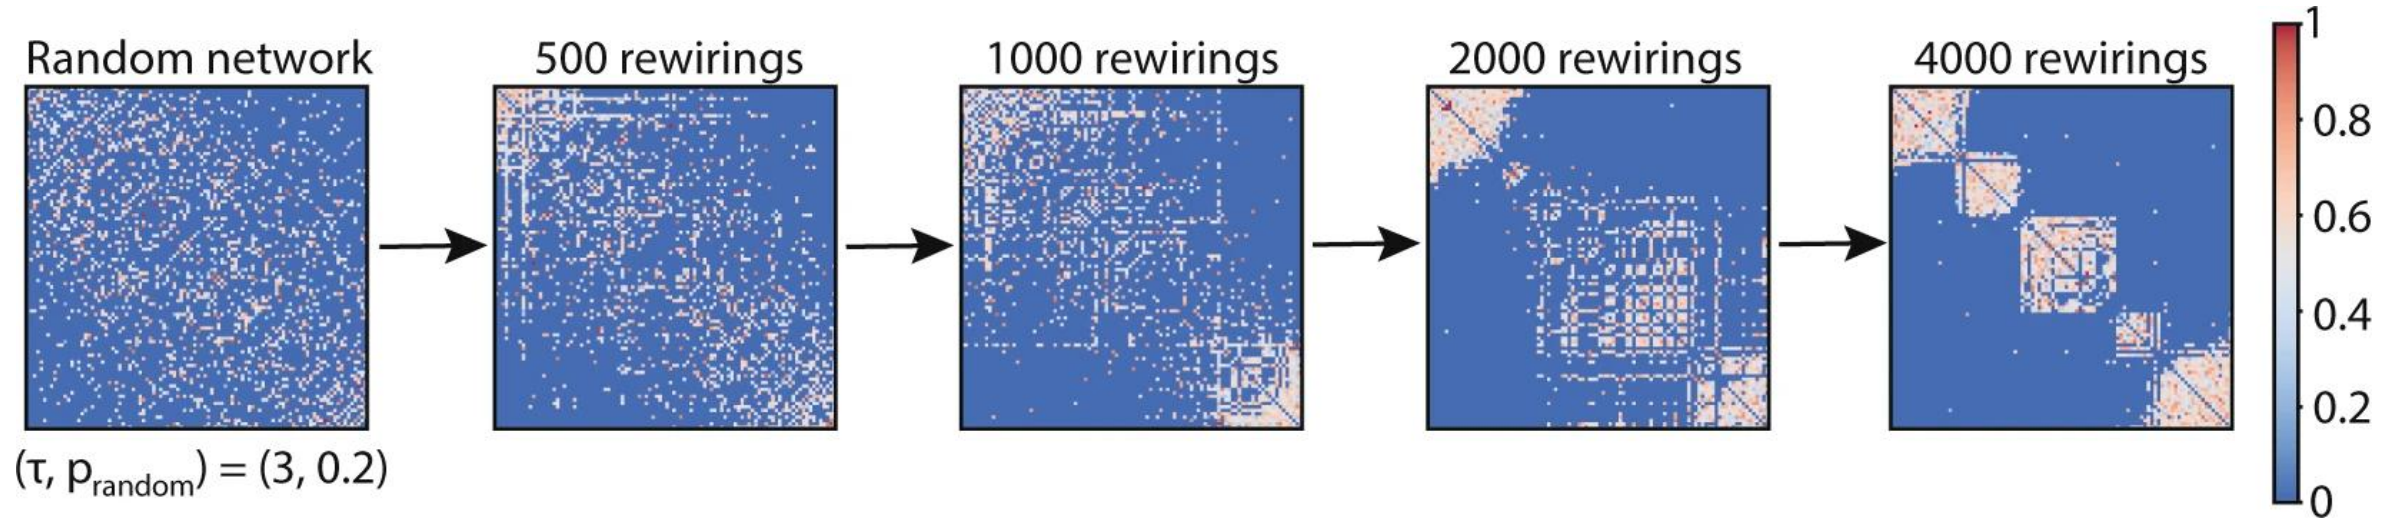 Random network
500 rewirings
1000 rewirings
2000 rewirings
4000 rewirings
1
0.8
0.6
0.4
0.2
0
(τ, p_random) = (3, 0.2)